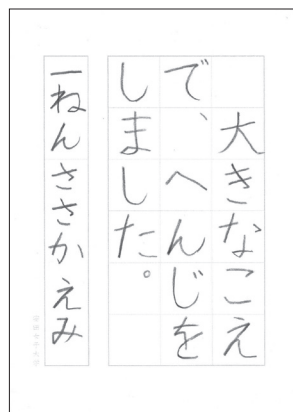 大きなこえ
で、へんじを
しました。
一ねんささかえみ